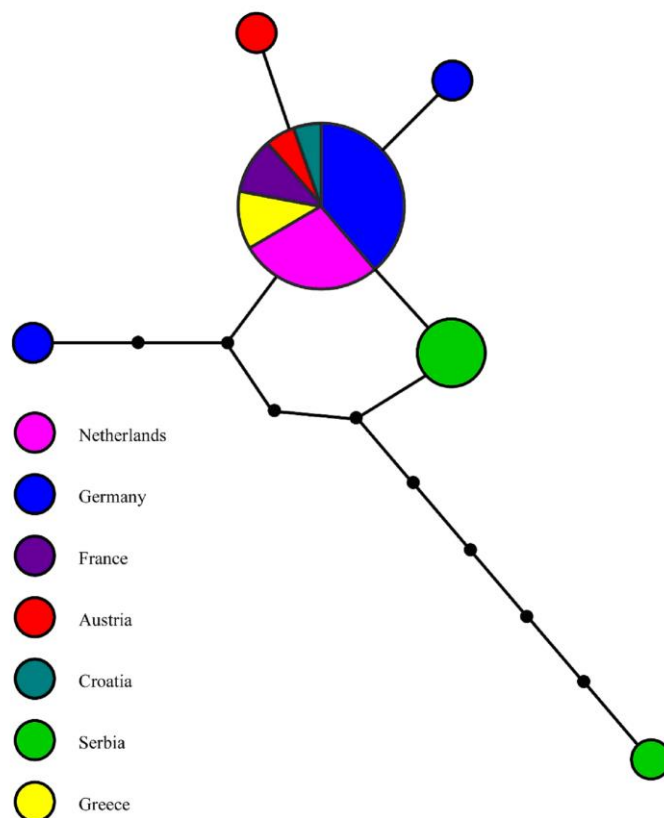 Netherlands
Germany
France
Austria
Croatia
Serbia
Greece